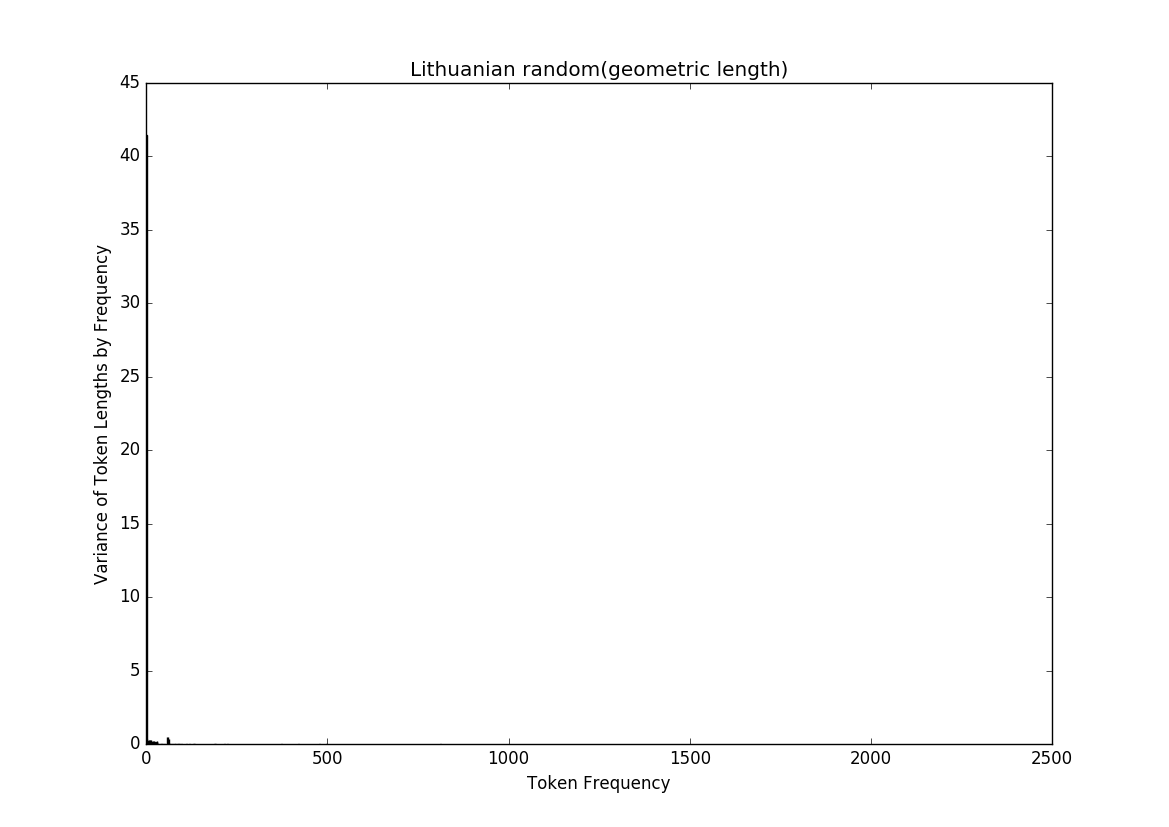 Lithuanian random(geometric length)
45
40
35
30
25
20
15
10
5
0
Variance of Token Lengths by Frequency
0 500 1000 1500 2000 2500
Token Frequency